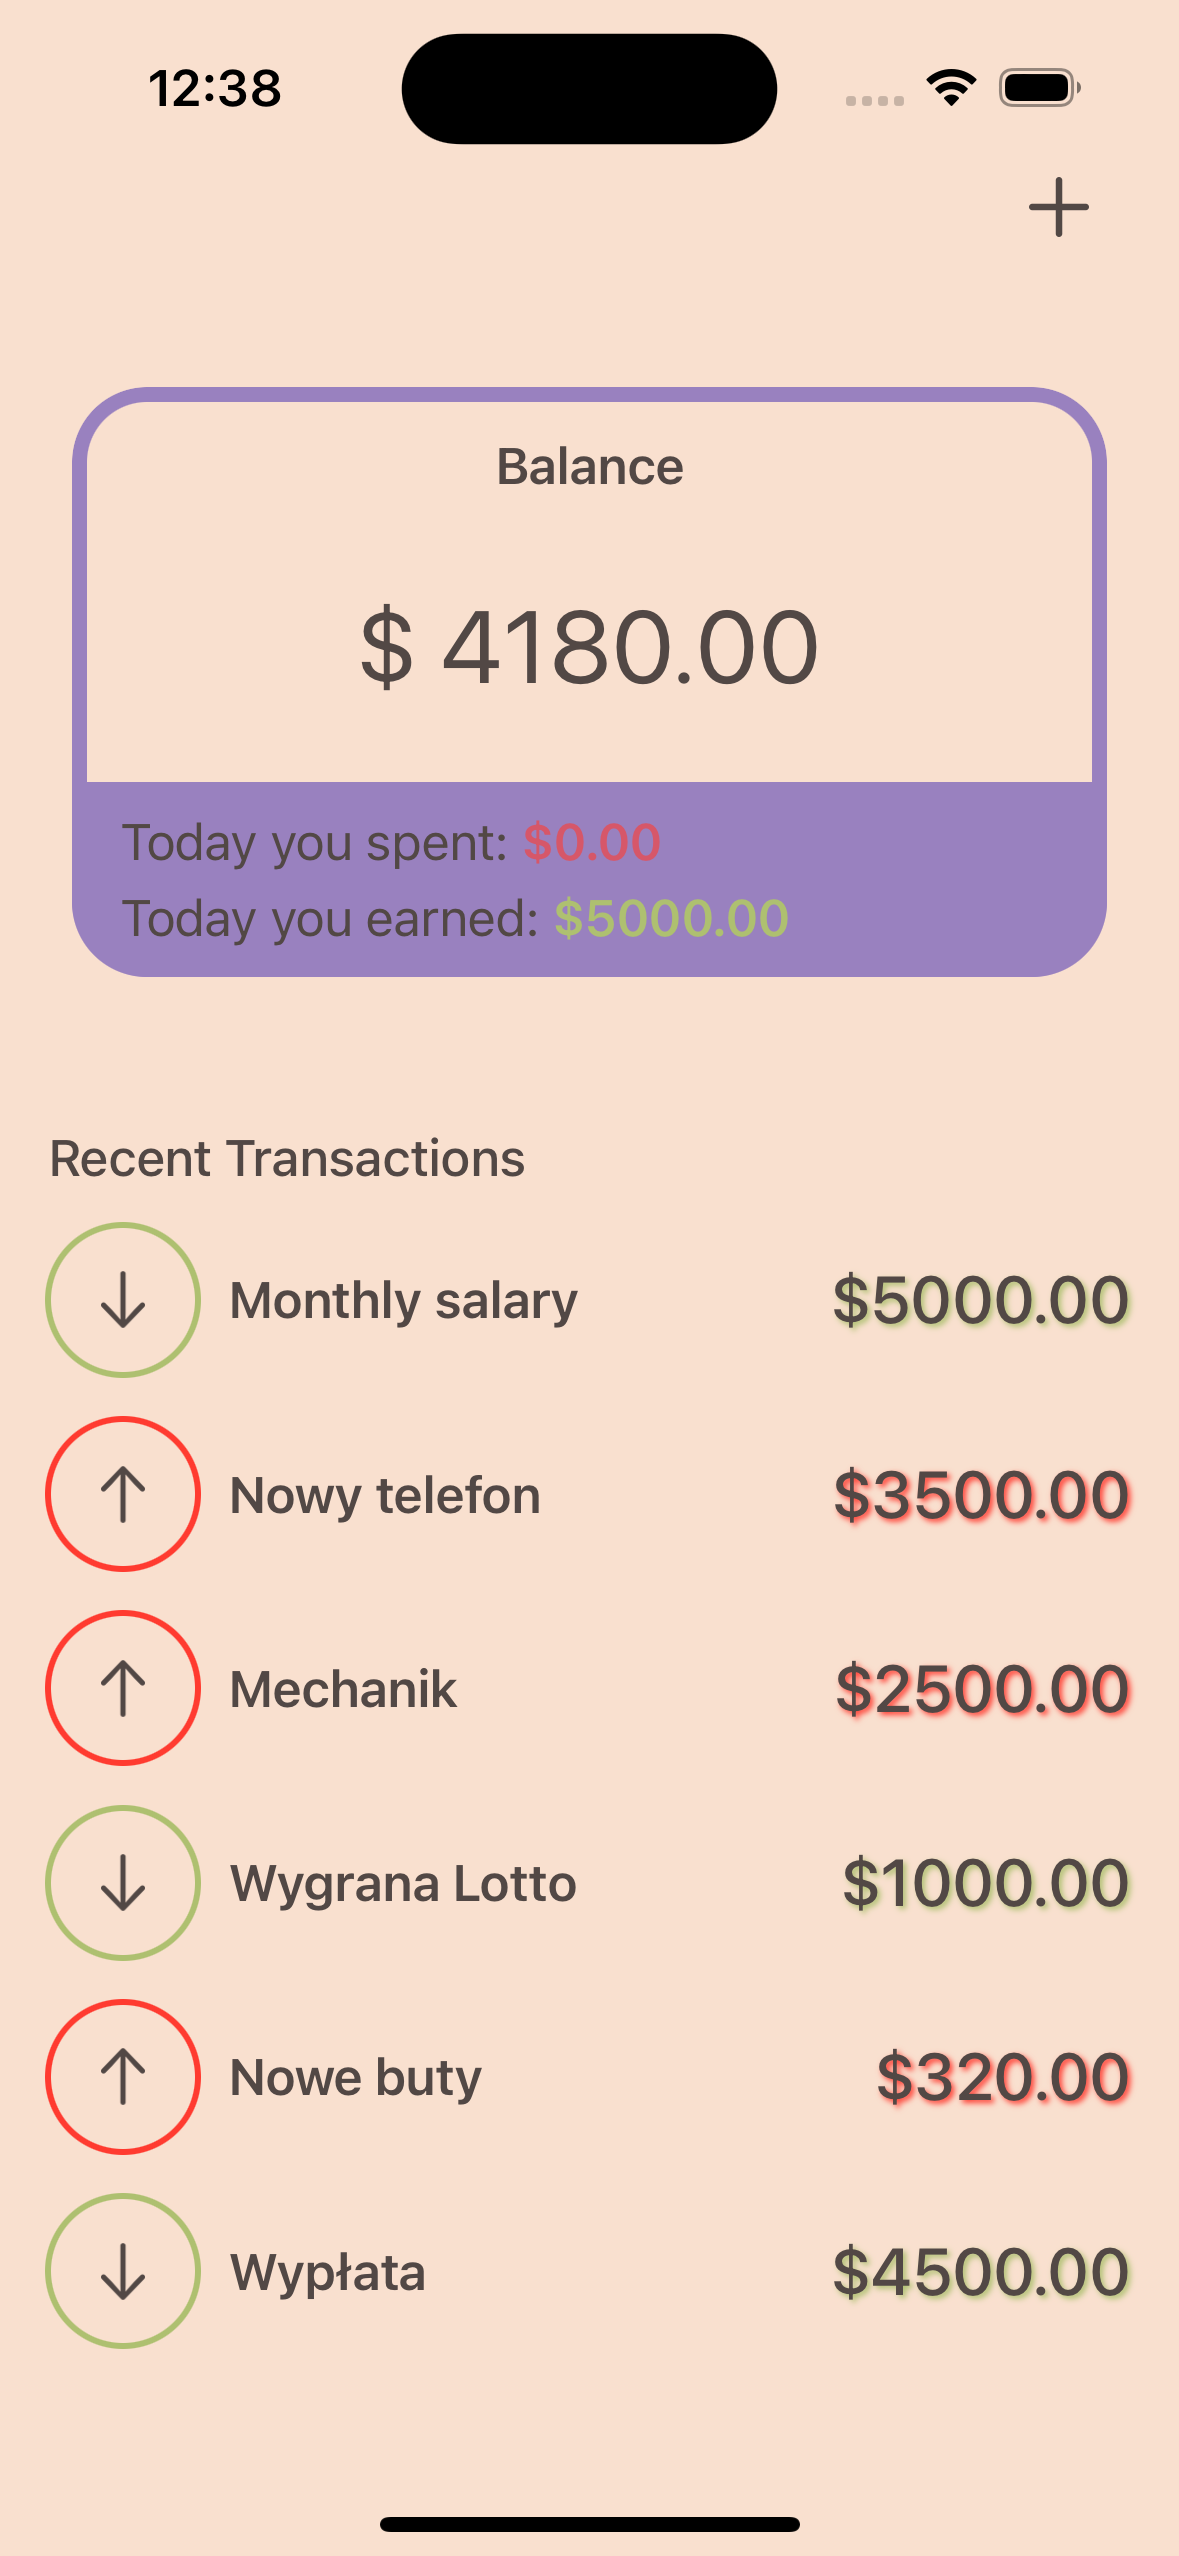 12:38
Balance
$ 4180.00
Today you spent: $0.00
Today you earned: $5000.00
Recent Transactions
Monthly salary $5000.00
Nowy telefon $3500.00
Mechanik $2500.00
Wygrana Lotto $1000.00
Nowe buty $320.00
Wypłata $4500.00